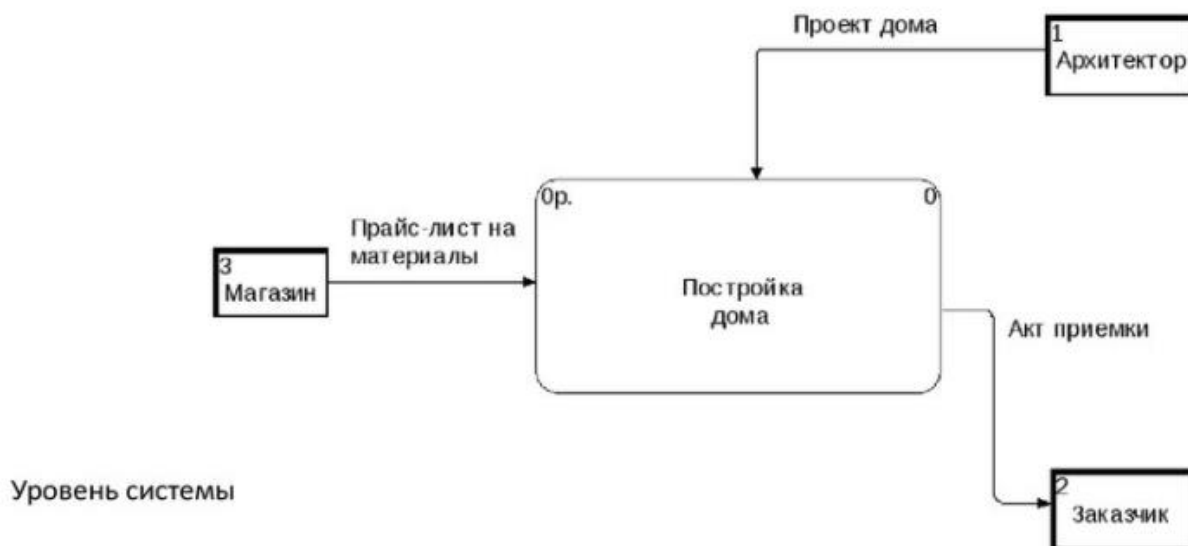 Проект дома
1
Архитектор
0р.
0
Прайс-лист на
материалы
3
Магазин
Постройка
дома
Акт приемки
Уровень системы
2
Заказчик